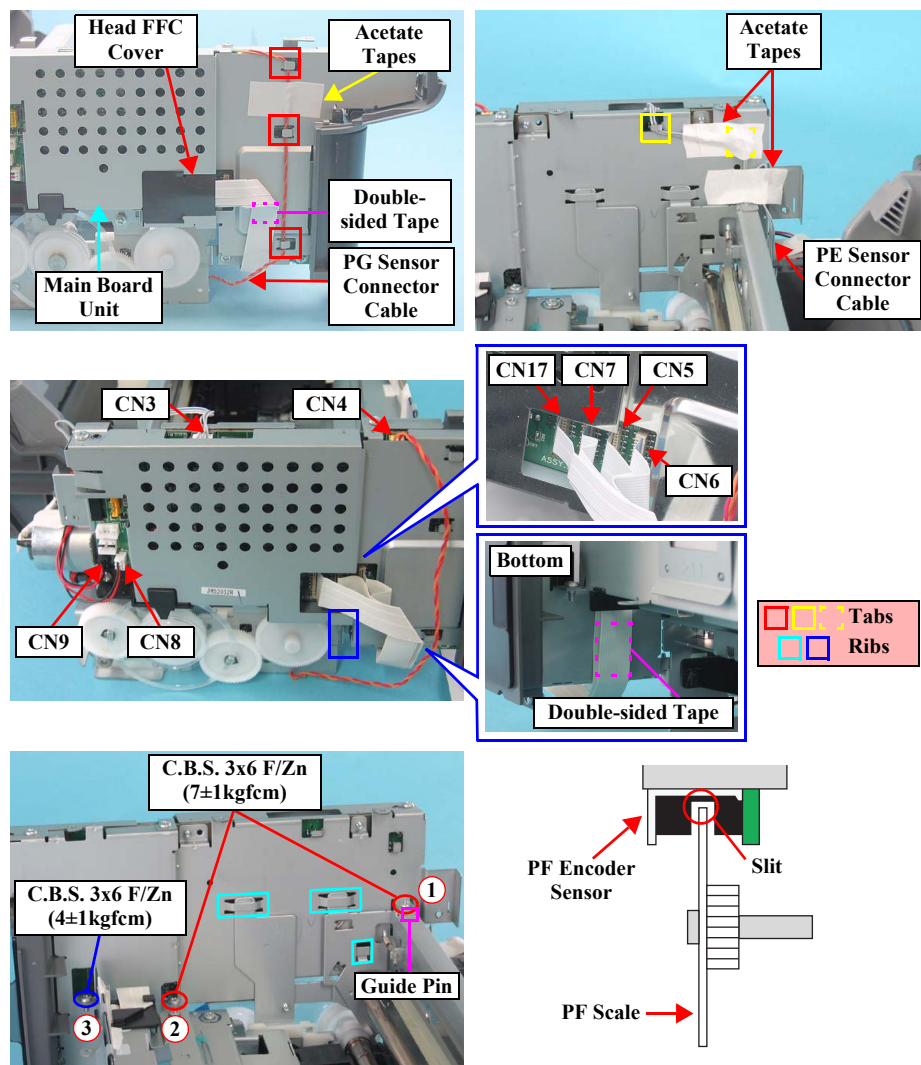 Head FFC
Cover
Acetate
Tapes
Double-
sided Tape
Main Board
Unit
PG Sensor
Connector
Cable
Acetate
Tapes
PE Sensor
Connector
Cable
CN3
CN4
CN9
CN8
CN17
CN7
CN5
CN6
ASSY.
Bottom
Double-sided Tape
Tabs
Ribs
C.B.S. 3x6 F/Zn
(7±1kgfcm)
C.B.S. 3x6 F/Zn
(4±1kgfcm)
1
Guide Pin
3
2
PF Encoder
Sensor
Slit
PF Scale